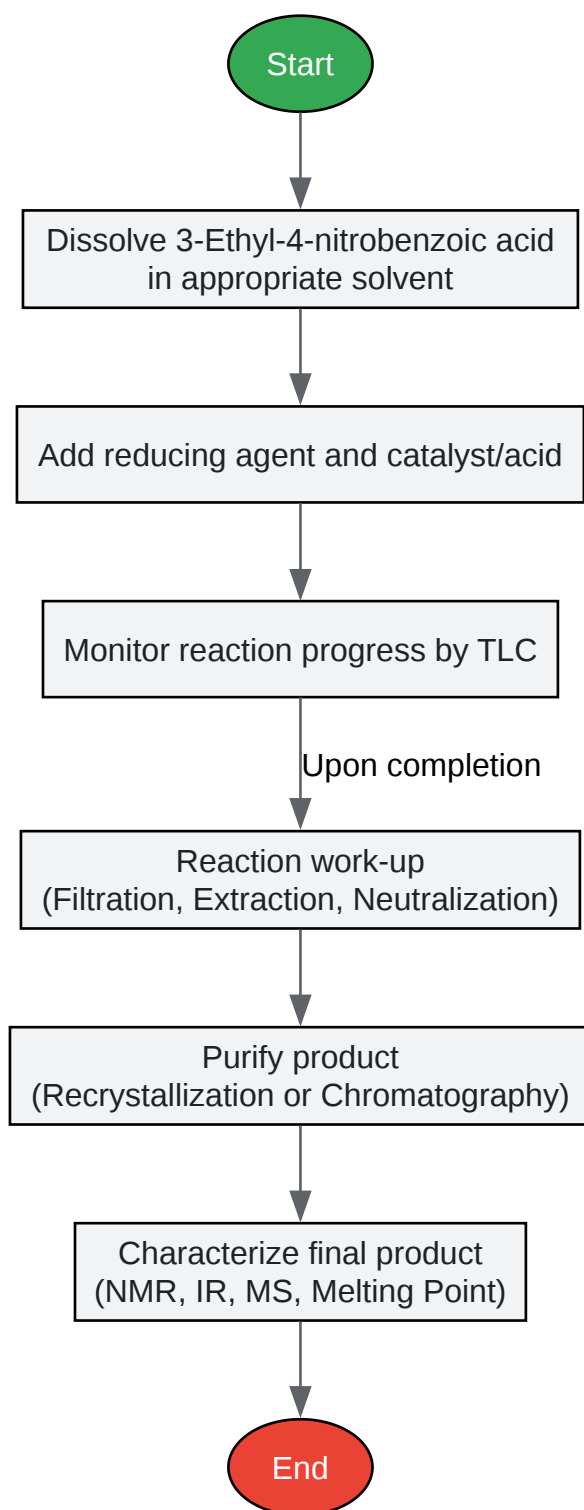 Start
Dissolve 3-Ethyl-4-nitrobenzoic acid
in appropriate solvent
Add reducing agent and catalyst/acid
Monitor reaction progress by TLC
Upon completion
Reaction work-up
(Filtration, Extraction, Neutralization)
Purify product
(Recrystallization or Chromatography)
Characterize final product
(NMR, IR, MS, Melting Point)
End